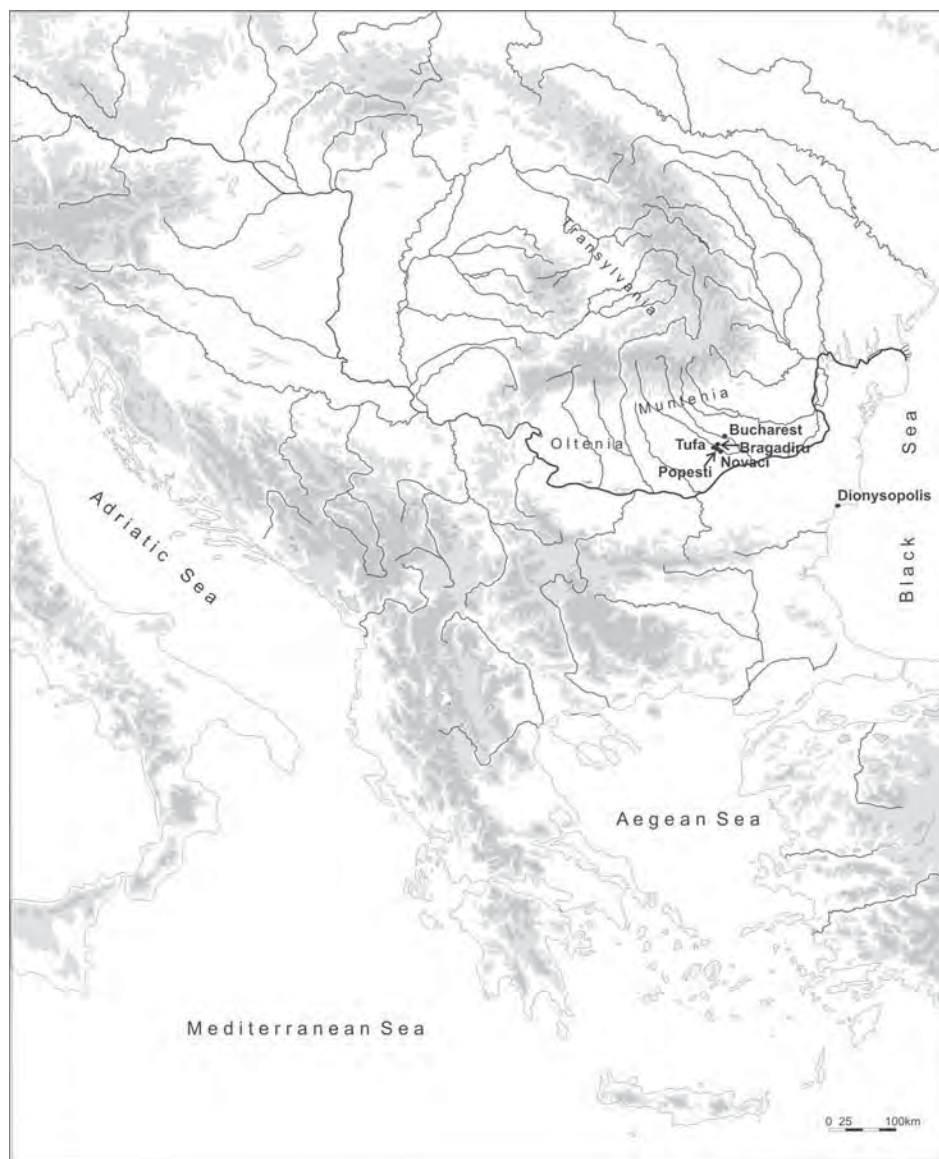 Transylvania
Muntenia
Bucharest
Oltenia
Tufa
Bragadiru
Popesti
Novaci
Dionysopolis
Black Sea
Adriatic Sea
Aegean Sea
Mediterranean Sea
0 25 100km